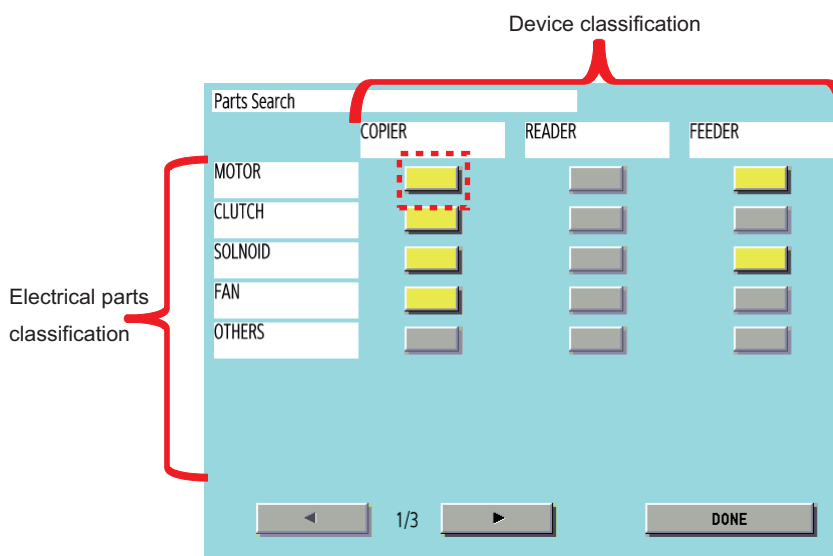 Device classification
Parts Search
COPIER READER FEEDER
MOTOR
CLUTCH
SOLNOID
FAN
OTHERS
Electrical parts
classification
1/3 DONE